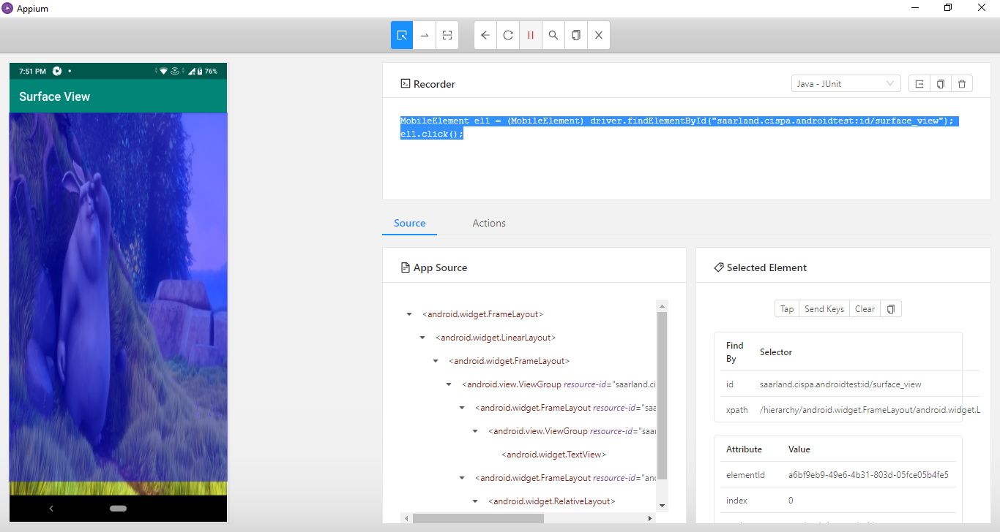 Appium
7:51 PM
76%
Surface View
Recorder
Java - JUnit
MobileElement el1 = (MobileElement) driver.findElementById("saarland.cispa.androidtest:id/surface_view");
el1.click();
Source
Actions
App Source
<android.widget.FrameLayout>
<android.widget.LinearLayout>
<android.widget.FrameLayout>
<android.view.ViewGroup resource-id="saarland.ci
<android.widget.FrameLayout resource-id="saa
<android.view.ViewGroup resource-id="saar
<android.widget.TextView>
<android.widget.FrameLayout resource-id="and
<android.widget.RelativeLayout>
Selected Element
Tap
Send Keys
Clear
Find By
Selector
id
saarland.cispa.androidtest:id/surface_view
xpath
/hierarchy/android.widget.FrameLayout/android.widget.L
Attribute
Value
elementId
a6bf9eb9-49e6-4b31-803d-05fce05b4fe5
index
0